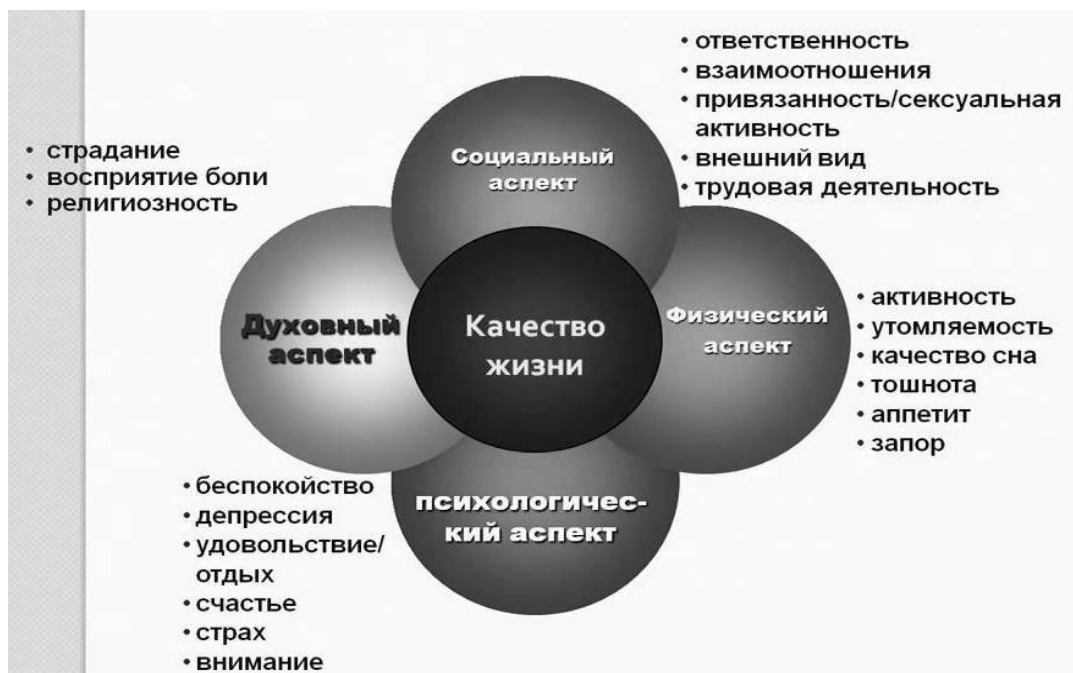 • ответственность
• взаимоотношения
• привязанность/сексуальная
активность
• внешний вид
• трудовая деятельность
Социальный
аспект
• страдание
• восприятие боли
• религиозность
Духовный
аспект
Качество
жизни
Физический
аспект
• активность
• утомляемость
• качество сна
• тошнота
• аппетит
• запор
психологичес-
кий аспект
• беспокойство
• депрессия
• удовольствие/
отдых
• счастье
• страх
• внимание